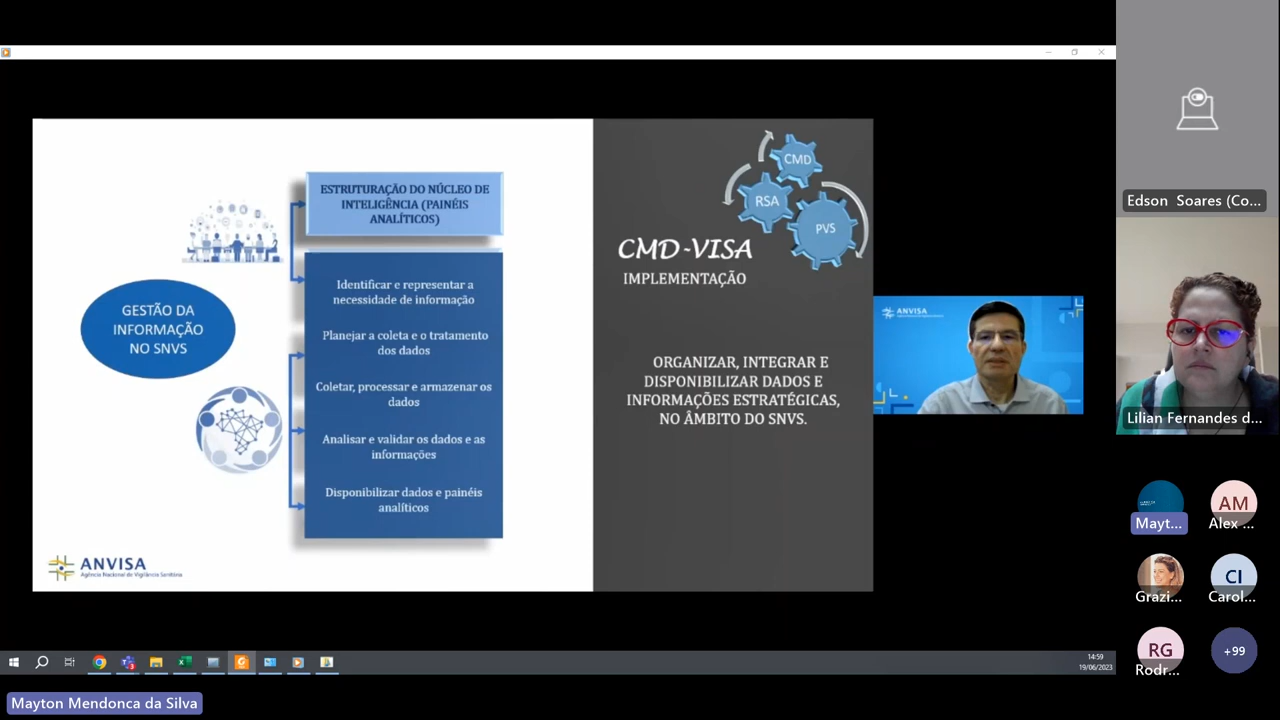 ESTRUTURAÇÃO DO NÚCLEO DE
INTELIGÊNCIA (PAINÉIS
ANALÍTICOS)
GESTÃO DA
INFORMAÇÃO
NO SNVS
Identificar e representar a
necessidade de informação
Planejar a coleta e o tratamento
dos dados
Coletar, processar e armazenar os
dados
Analisar e validar os dados e as
informações
Disponibilizar dados e painéis
analíticos
ANVISA
Agência Nacional de Vigilância Sanitária
CMD
RSA
PVS
CMD-VISA
IMPLEMENTAÇÃO
ORGANIZAR, INTEGRAR E
DISPONIBILIZAR DADOS E
INFORMAÇÕES ESTRATÉGICAS,
NO ÂMBITO DO SNVS.
ANVISA
Edson Soares (Co...
Lilian Fernandes d...
Mayt...
AM
Alex ...
Grazi...
CI
Carol...
RG
Rodr...
+99
14:59
19/06/2023
Mayton Mendonca da Silva